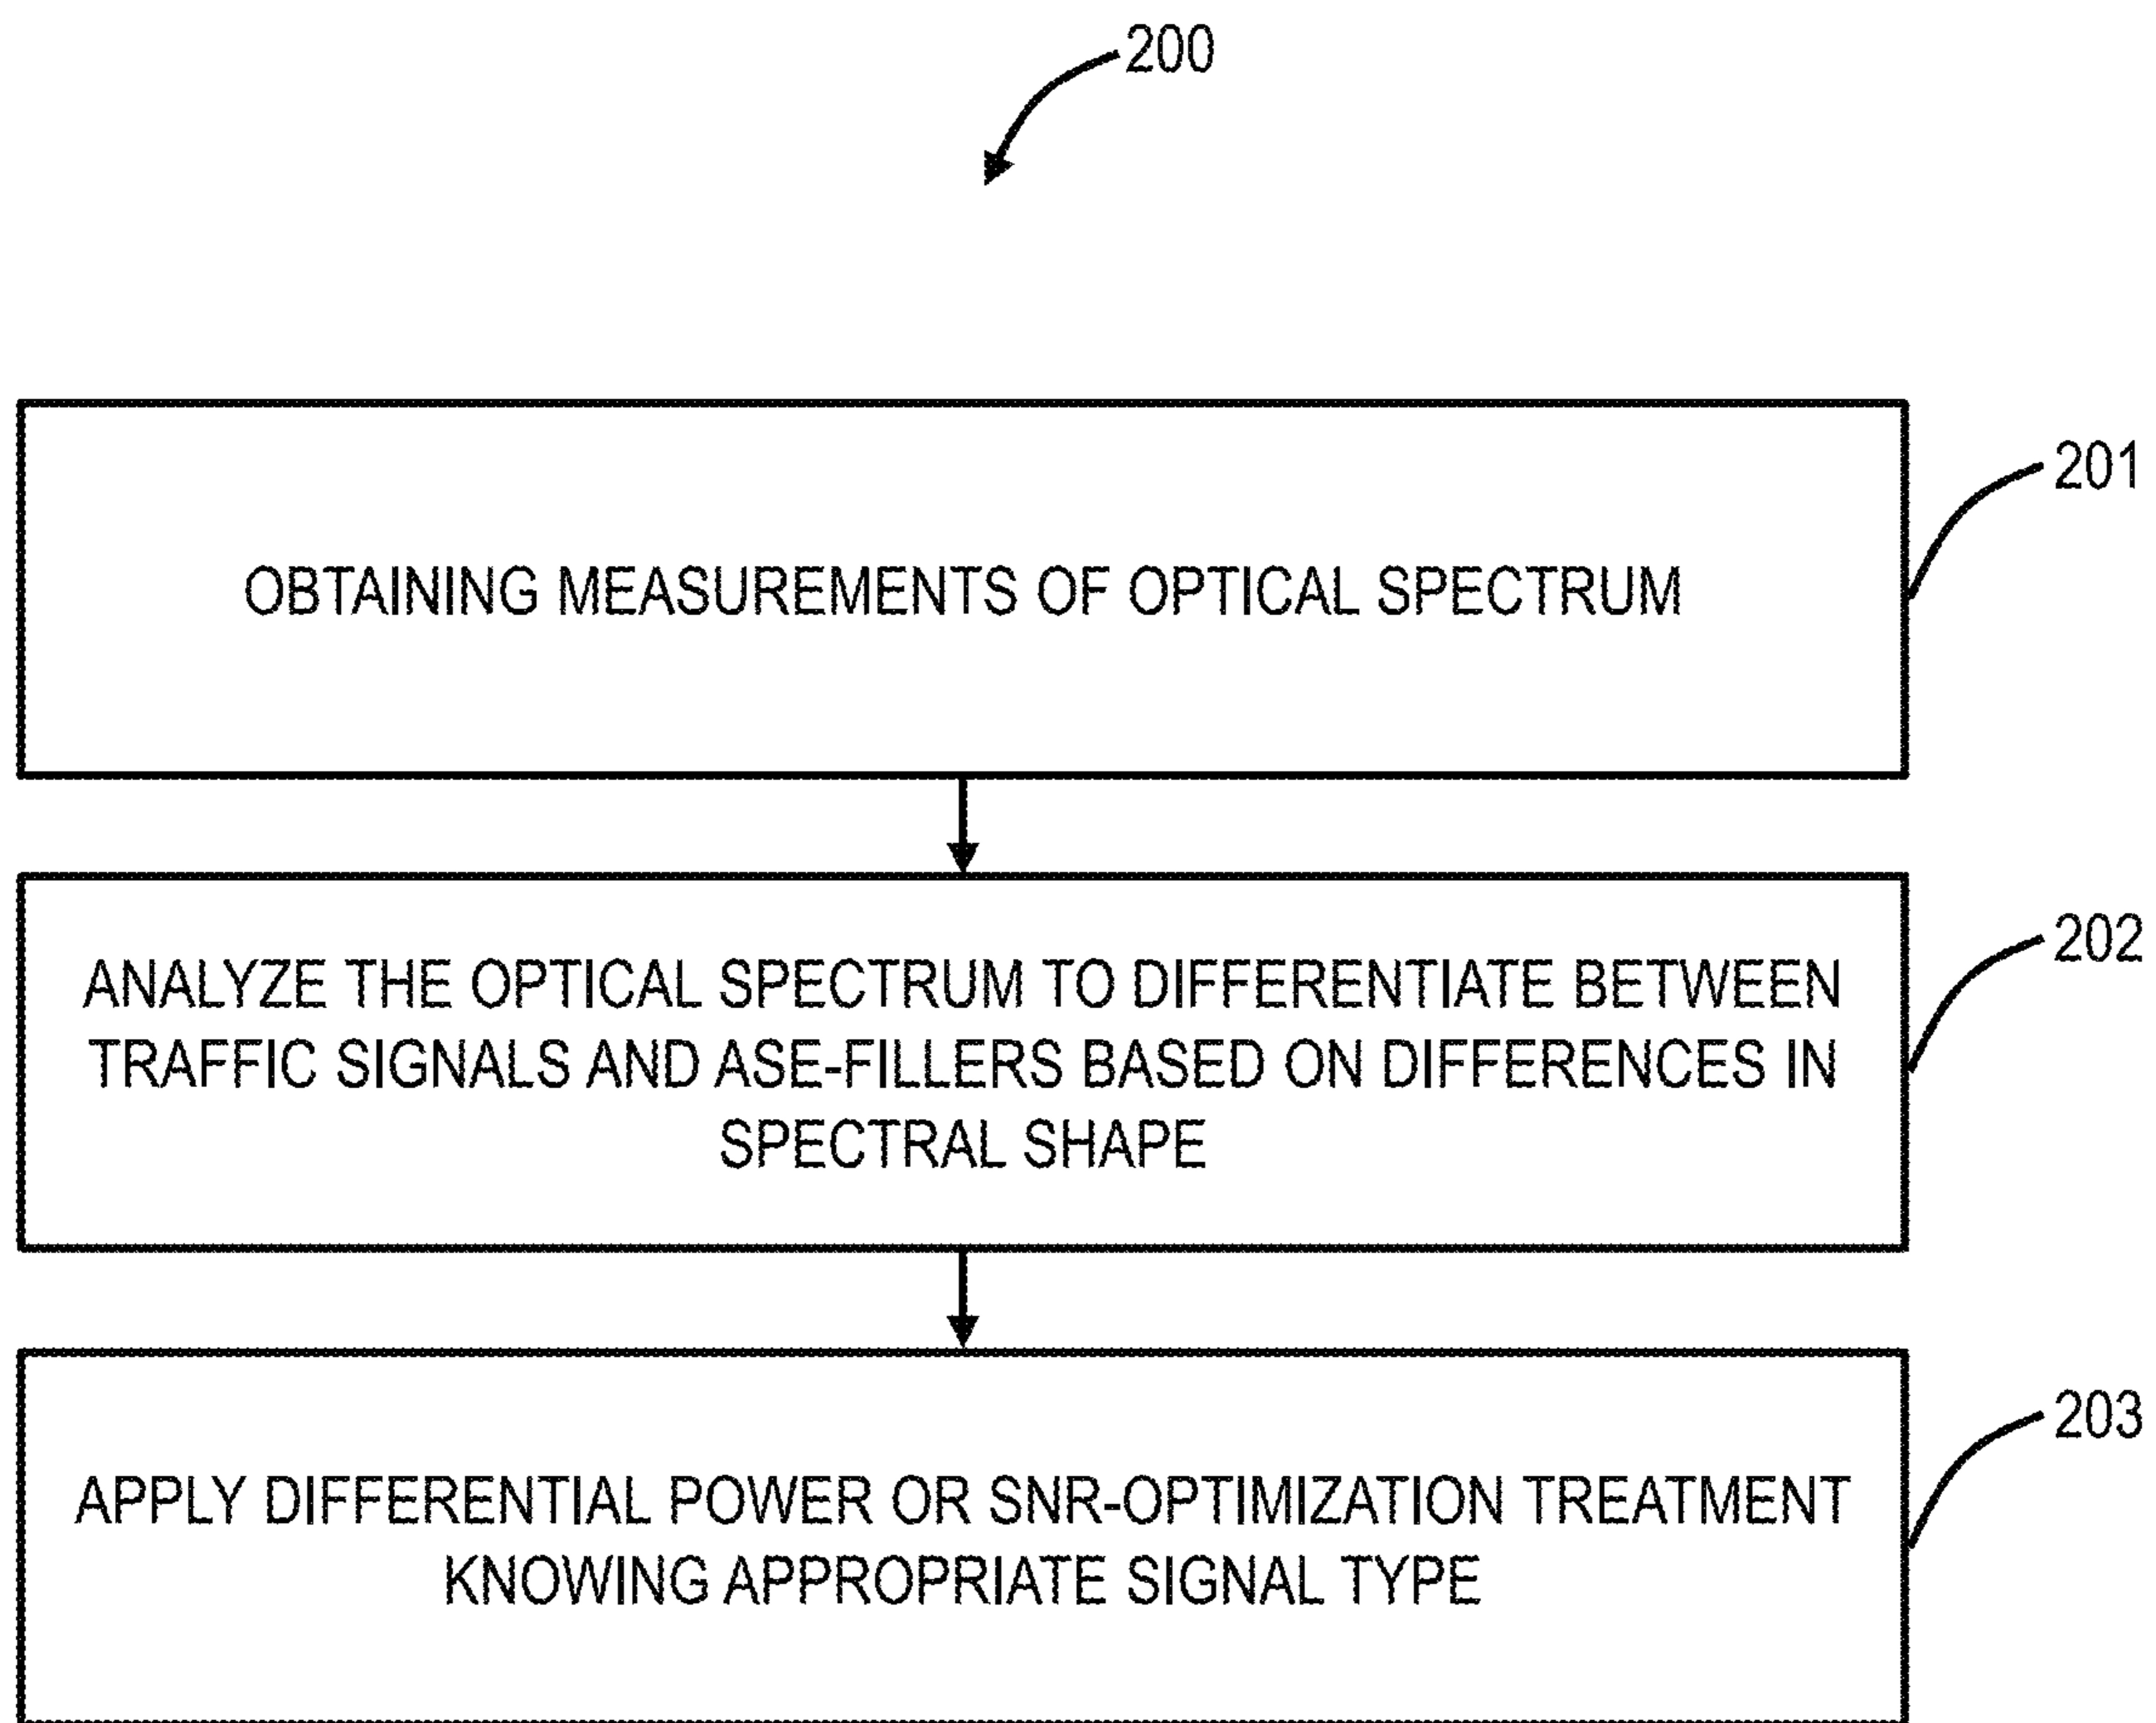 200
OBTAINING MEASUREMENTS OF OPTICAL SPECTRUM
201
ANALYZE THE OPTICAL SPECTRUM TO DIFFERENTIATE BETWEEN
TRAFFIC SIGNALS AND ASE-FILLERS BASED ON DIFFERENCES IN
SPECTRAL SHAPE
202
APPLY DIFFERENTIAL POWER OR SNR-OPTIMIZATION TREATMENT
KNOWING APPROPRIATE SIGNAL TYPE
203